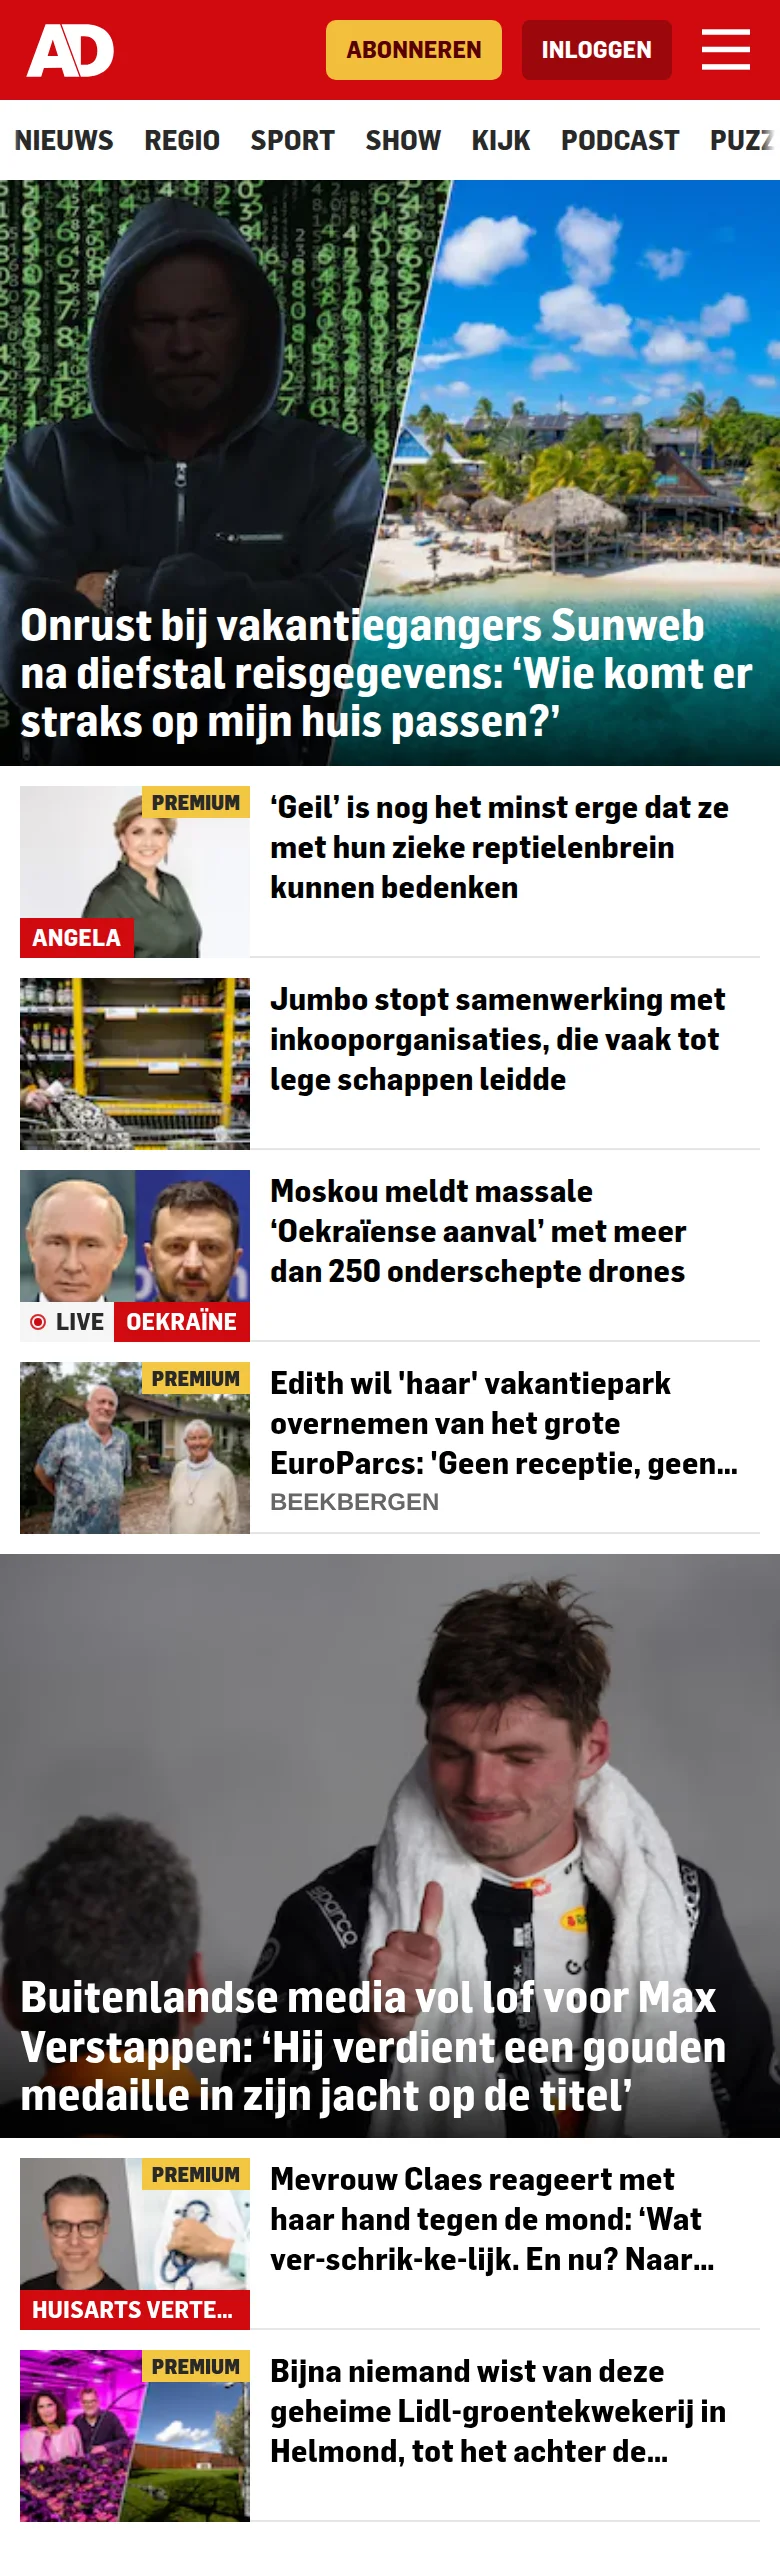 AD
ABONNEREN
INLOGGEN
NIEUWS REGIO SPORT SHOW KIJK PODCAST PUZZ
Onrust bij vakantiegangers Sunweb
na diefstal reisgegevens: ‘Wie komt er
straks op mijn huis passen?’
PREMIUM
ANGELA
‘Geil’ is nog het minst erge dat ze
met hun zieke reptielenbrein
kunnen bedenken
Jumbo stopt samenwerking met
inkooporganisaties, die vaak tot
lege schappen leidde
LIVE OEKRAÏNE
Moskou meldt massale
‘Oekraïense aanval’ met meer
dan 250 onderschepte drones
PREMIUM
Edith wil 'haar' vakantiepark
overnemen van het grote
EuroParcs: 'Geen receptie, geen...
BEEKBERGEN
sparco
Buitenlandse media vol lof voor Max
Verstappen: ‘Hij verdient een gouden
medaille in zijn jacht op de titel’
PREMIUM
HUISARTS VERTE...
Mevrouw Claes reageert met
haar hand tegen de mond: ‘Wat
ver-schrik-ke-lijk. En nu? Naar...
PREMIUM
Bijna niemand wist van deze
geheime Lidl-groentekwekerij in
Helmond, tot het achter de...